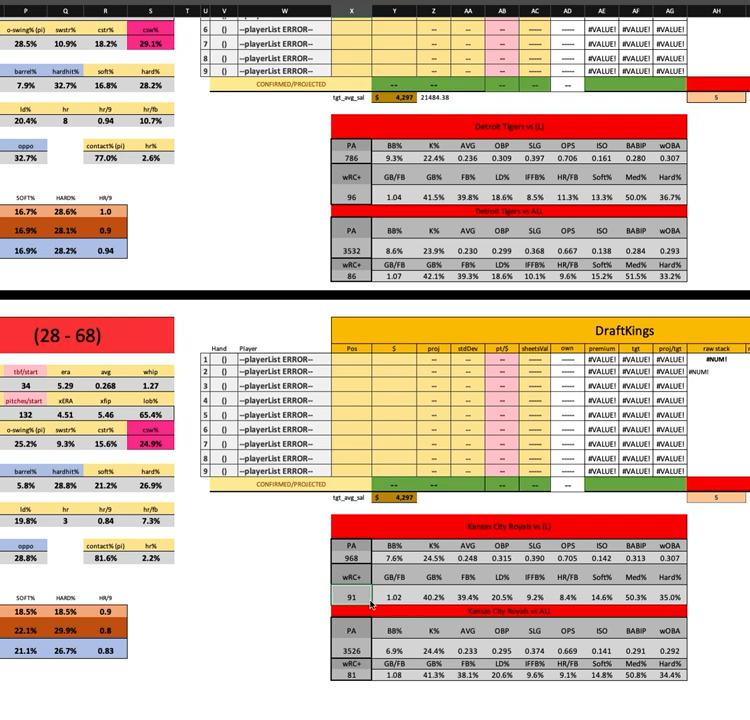 P Q R S T U V W X Y Z AA AB AC AD AE AF AG AH
o-swing% (pi) swstr% cstr% csw% 6 () --playerList ERROR-- -- -- -- -- ----- #VALUE! #VALUE! #VALUE!
28.5% 10.9% 18.2% 29.1% 7 () --playerList ERROR-- -- -- -- -- ----- #VALUE! #VALUE! #VALUE!
8 () --playerList ERROR-- -- -- -- -- ----- #VALUE! #VALUE! #VALUE!
barrel% hardhit% soft% hard% 9 () --playerList ERROR-- -- -- -- -- ----- #VALUE! #VALUE! #VALUE!
7.9% 32.7% 16.8% 28.2% CONFIRMED/PROJECTED -- -- -- -- --
tgt_avg_sal $ 4,297 21484.38 5
ld% hr hr/9 hr/fb
20.4% 8 0.94 10.7%
Detroit Tigers vs (L)
oppo contact% (pi) hr% PA BB% K% AVG OBP SLG OPS ISO BABIP wOBA
32.7% 77.0% 2.6% 786 9.3% 22.4% 0.236 0.309 0.397 0.706 0.161 0.280 0.307
wRC+ GB/FB GB% FB% LD% IFFB% HR/FB Soft% Med% Hard%
SOFT% HARD% HR/9 96 1.04 41.5% 39.8% 18.6% 8.5% 11.3% 13.3% 50.0% 36.7%
16.7% 28.6% 1.0 Detroit Tigers vs ALL
16.9% 28.1% 0.9 PA BB% K% AVG OBP SLG OPS ISO BABIP wOBA
16.9% 28.2% 0.94 3532 8.6% 23.9% 0.230 0.299 0.368 0.667 0.138 0.284 0.293
wRC+ GB/FB GB% FB% LD% IFFB% HR/FB Soft% Med% Hard%
86 1.07 42.1% 39.3% 18.6% 10.1% 9.6% 15.2% 51.5% 33.2%
(28 - 68) DraftKings
Hand Player Pos $ proj stdDev pt/$ sheetsVal own premium tgt proj/tgt raw stack
1 () --playerList ERROR-- -- -- -- ----- ----- #VALUE! #VALUE! #VALUE! #NUM!
tbf/start era avg whip 2 () --playerList ERROR-- -- -- -- ----- ----- #VALUE! #VALUE! #VALUE! #NUM!
34 5.29 0.268 1.27 3 () --playerList ERROR-- -- -- -- ----- ----- #VALUE! #VALUE! #VALUE!
pitches/start xERA xfip lob% 4 () --playerList ERROR-- -- -- -- ----- ----- #VALUE! #VALUE! #VALUE!
132 4.51 5.46 65.4% 5 () --playerList ERROR-- -- -- -- ----- ----- #VALUE! #VALUE! #VALUE!
o-swing% (pi) swstr% cstr% csw% 6 () --playerList ERROR-- -- -- -- ----- ----- #VALUE! #VALUE! #VALUE!
25.2% 9.3% 15.6% 24.9% 7 () --playerList ERROR-- -- -- -- ----- ----- #VALUE! #VALUE! #VALUE!
8 () --playerList ERROR-- -- -- -- ----- ----- #VALUE! #VALUE! #VALUE!
barrel% hardhit% soft% hard% 9 () --playerList ERROR-- -- -- -- ----- ----- #VALUE! #VALUE! #VALUE!
5.8% 28.8% 21.2% 26.9% CONFIRMED/PROJECTED -- -- -- -- --
tgt_avg_sal $ 4,297 5
ld% hr hr/9 hr/fb
19.8% 3 0.84 7.3%
Kansas City Royals vs (L)
oppo contact% (pi) hr% PA BB% K% AVG OBP SLG OPS ISO BABIP wOBA
28.8% 81.6% 2.2% 968 7.6% 24.5% 0.248 0.315 0.390 0.705 0.142 0.313 0.307
wRC+ GB/FB GB% FB% LD% IFFB% HR/FB Soft% Med% Hard%
SOFT% HARD% HR/9 91 1.02 40.2% 39.4% 20.5% 9.2% 8.4% 14.6% 50.3% 35.0%
18.5% 18.5% 0.9 Kansas City Royals vs ALL
22.1% 29.9% 0.8 PA BB% K% AVG OBP SLG OPS ISO BABIP wOBA
21.1% 26.7% 0.83 3526 6.9% 24.4% 0.233 0.295 0.374 0.669 0.141 0.291 0.292
wRC+ GB/FB GB% FB% LD% IFFB% HR/FB Soft% Med% Hard%
81 1.08 41.3% 38.1% 20.6% 9.6% 9.1% 14.8% 50.8% 34.4%